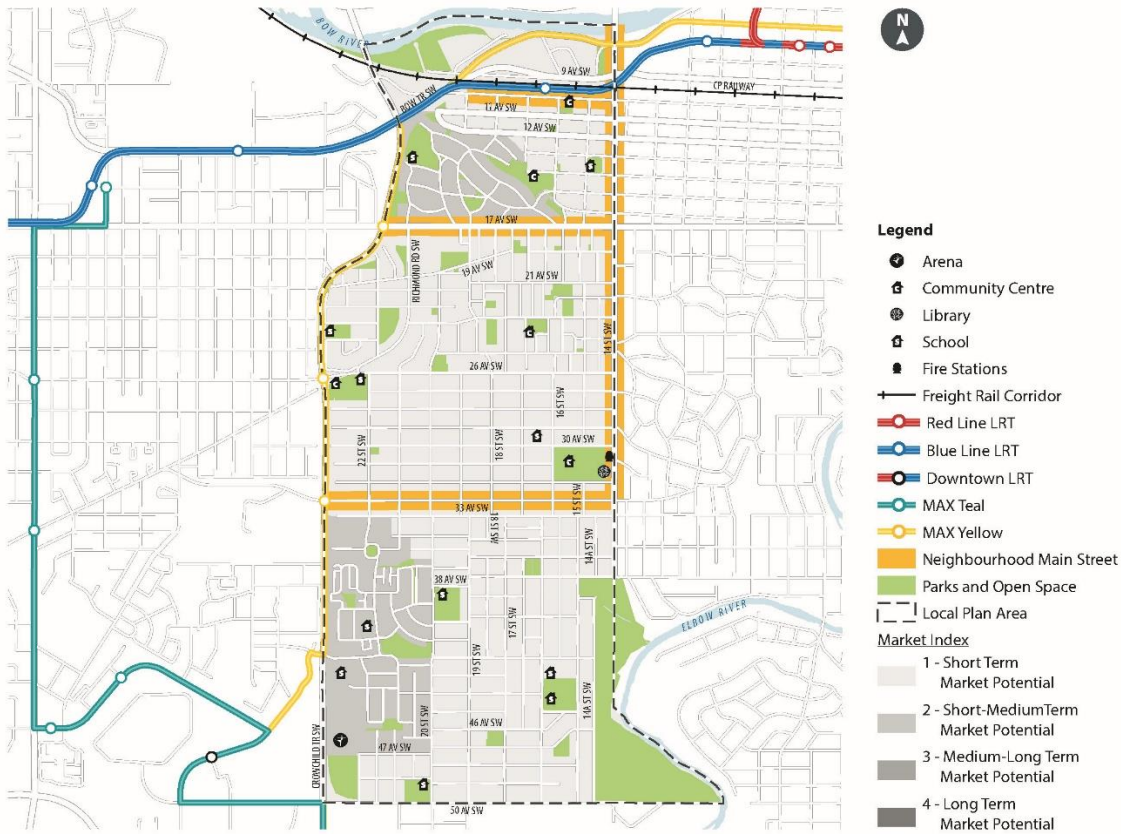 BOW RIVER
N
9 AV SW
CP RAILWAY
BOW TR SW
11 AV SW
12 AV SW
17 AV SW
RICHMOND RD SW
19 AV SW
21 AV SW
14 ST SW
26 AV SW
16 ST SW
30 AV SW
22 ST SW
18 ST SW
33 AV SW
15 ST SW
18 ST SW
14A ST SW
38 AV SW
17 ST SW
ELBOW RIVER
19 ST SW
20 ST SW
14A ST SW
46 AV SW
47 AV SW
CROWCHILD TR SW
50 AV SW
Legend
Arena
Community Centre
Library
School
Fire Stations
Freight Rail Corridor
Red Line LRT
Blue Line LRT
Downtown LRT
MAX Teal
MAX Yellow
Neighbourhood Main Street
Parks and Open Space
Local Plan Area
Market Index
1 - Short Term
Market Potential
2 - Short-MediumTerm
Market Potential
3 - Medium-Long Term
Market Potential
4 - Long Term
Market Potential